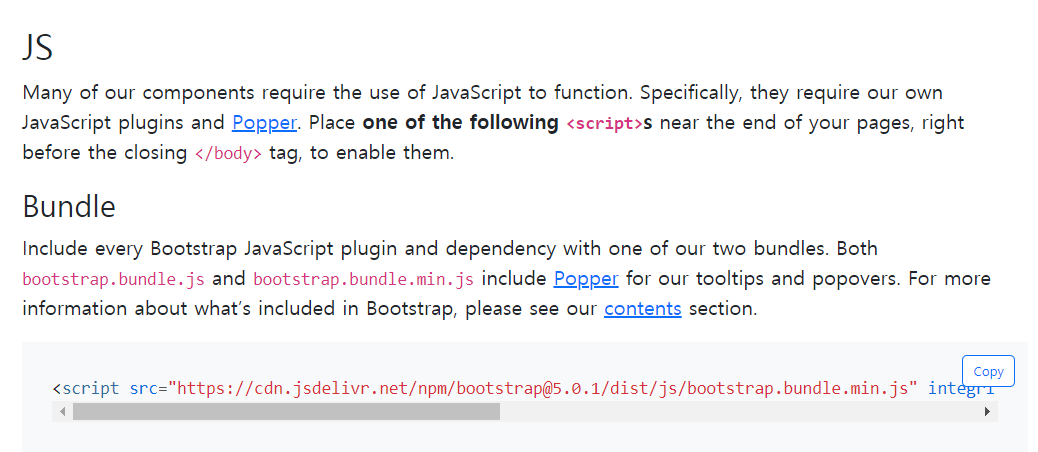 JS
Many of our components require the use of JavaScript to function. Specifically, they require our own
JavaScript plugins and Popper. Place one of the following <script>s near the end of your pages, right
before the closing </body> tag, to enable them.
Bundle
Include every Bootstrap JavaScript plugin and dependency with one of our two bundles. Both
bootstrap.bundle.js and bootstrap.bundle.min.js include Popper for our tooltips and popovers. For more
information about what’s included in Bootstrap, please see our contents section.
Copy
<script src="https://cdn.jsdelivr.net/npm/bootstrap@5.0.1/dist/js/bootstrap.bundle.min.js" integri